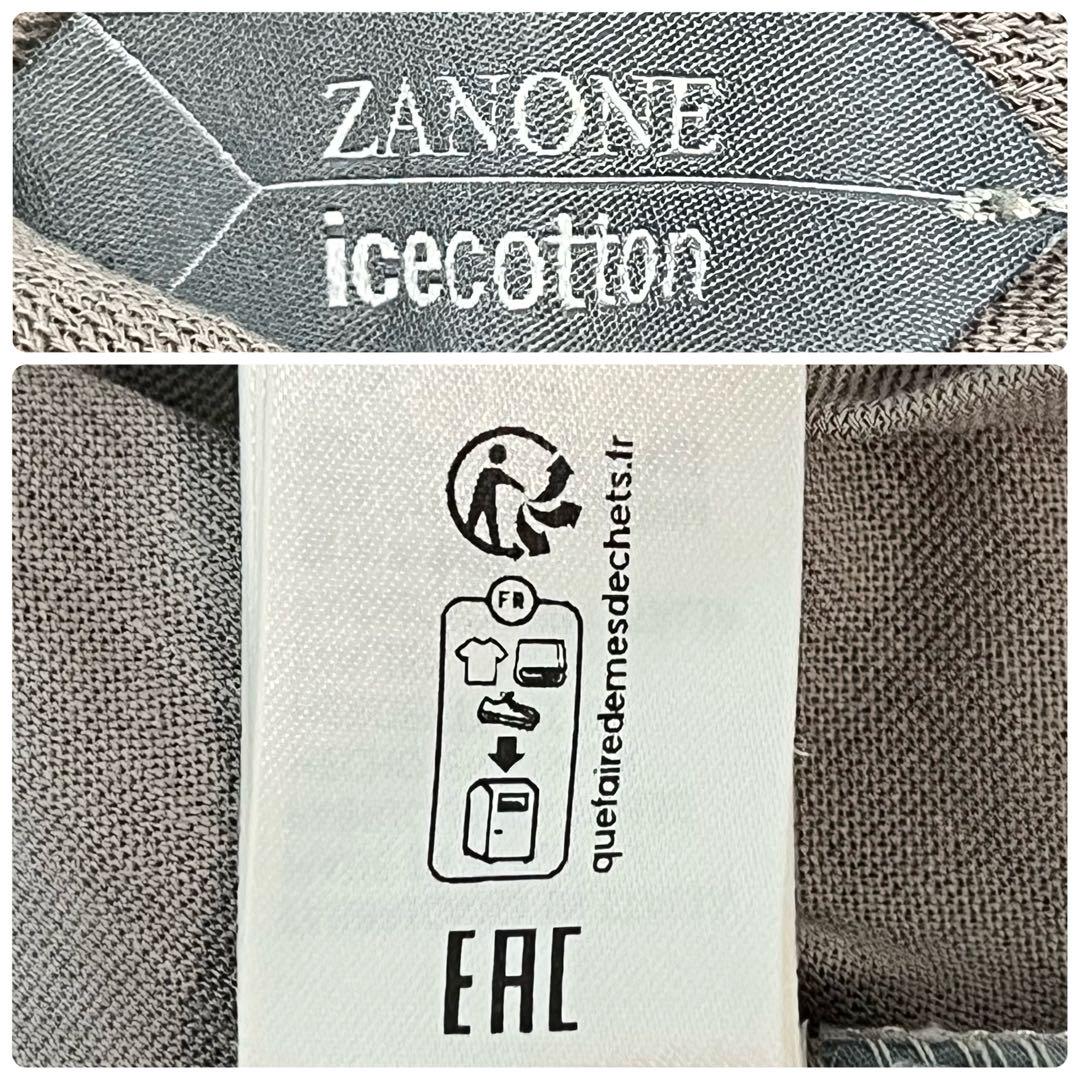 ZANONE
icecotton
FR
quefairedemesdechets.fr
EAC